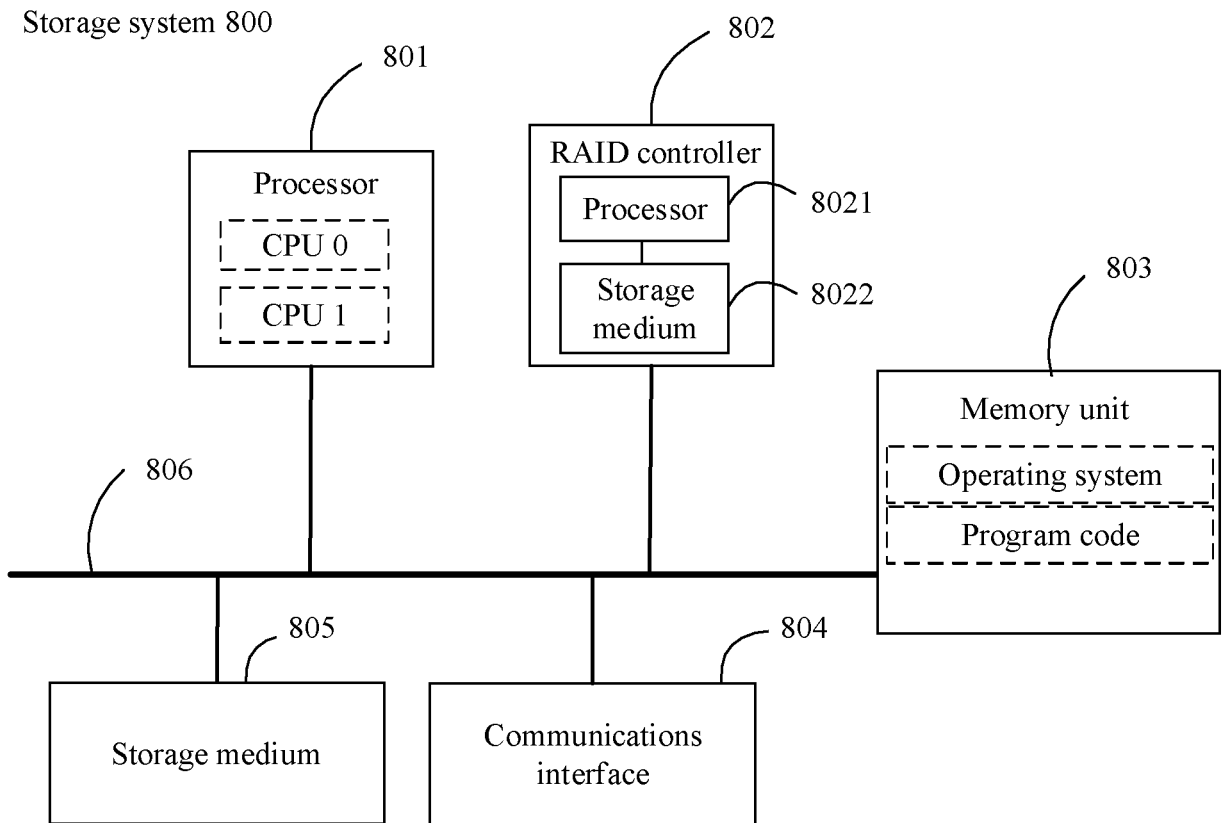 Storage system 800
801
802
Processor
CPU 0
CPU 1
RAID controller
Processor
8021
Storage
medium
8022
803
Memory unit
Operating system
Program code
806
805
Storage medium
804
Communications
interface